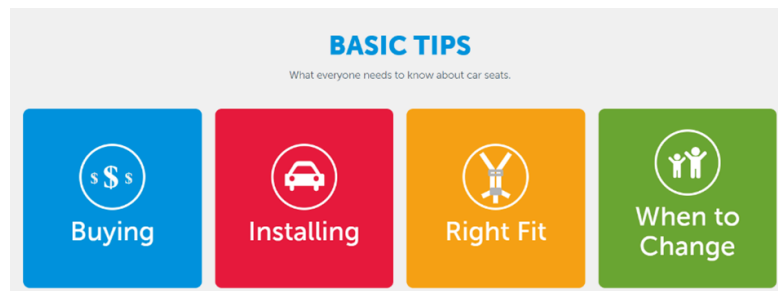 BASIC TIPS
What everyone needs to know about car seats.
$ $ $
Buying
Installing
Right Fit
When to
Change